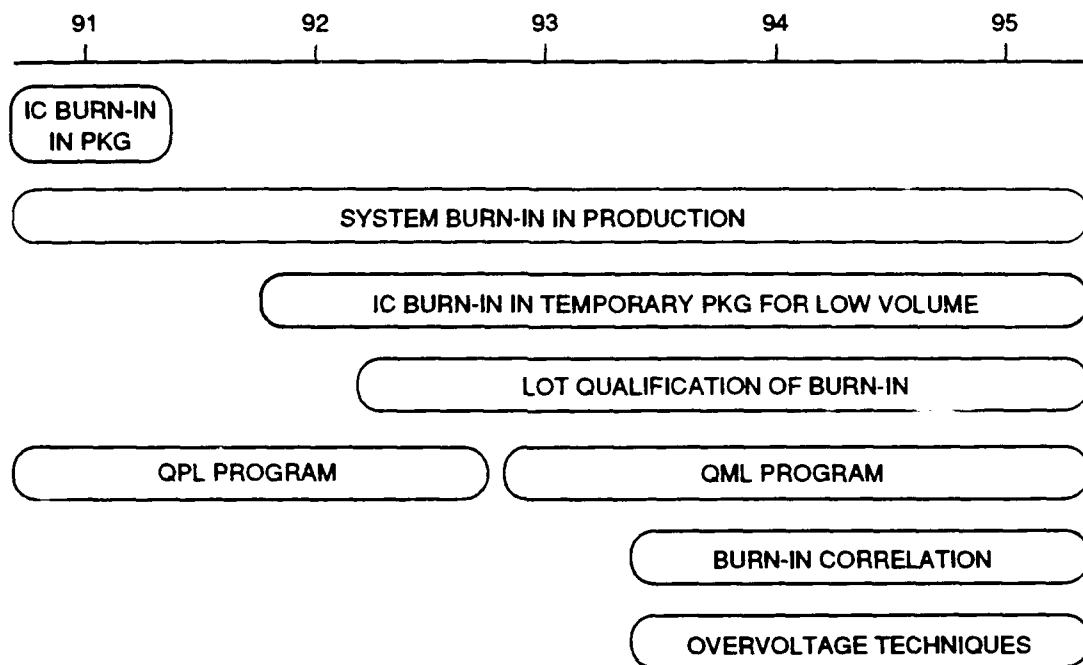 91 92 93 94 95
IC BURN-IN
IN PKG
SYSTEM BURN-IN IN PRODUCTION
IC BURN-IN IN TEMPORARY PKG FOR LOW VOLUME
LOT QUALIFICATION OF BURN-IN
QPL PROGRAM QML PROGRAM
BURN-IN CORRELATION
OVERVOLTAGE TECHNIQUES